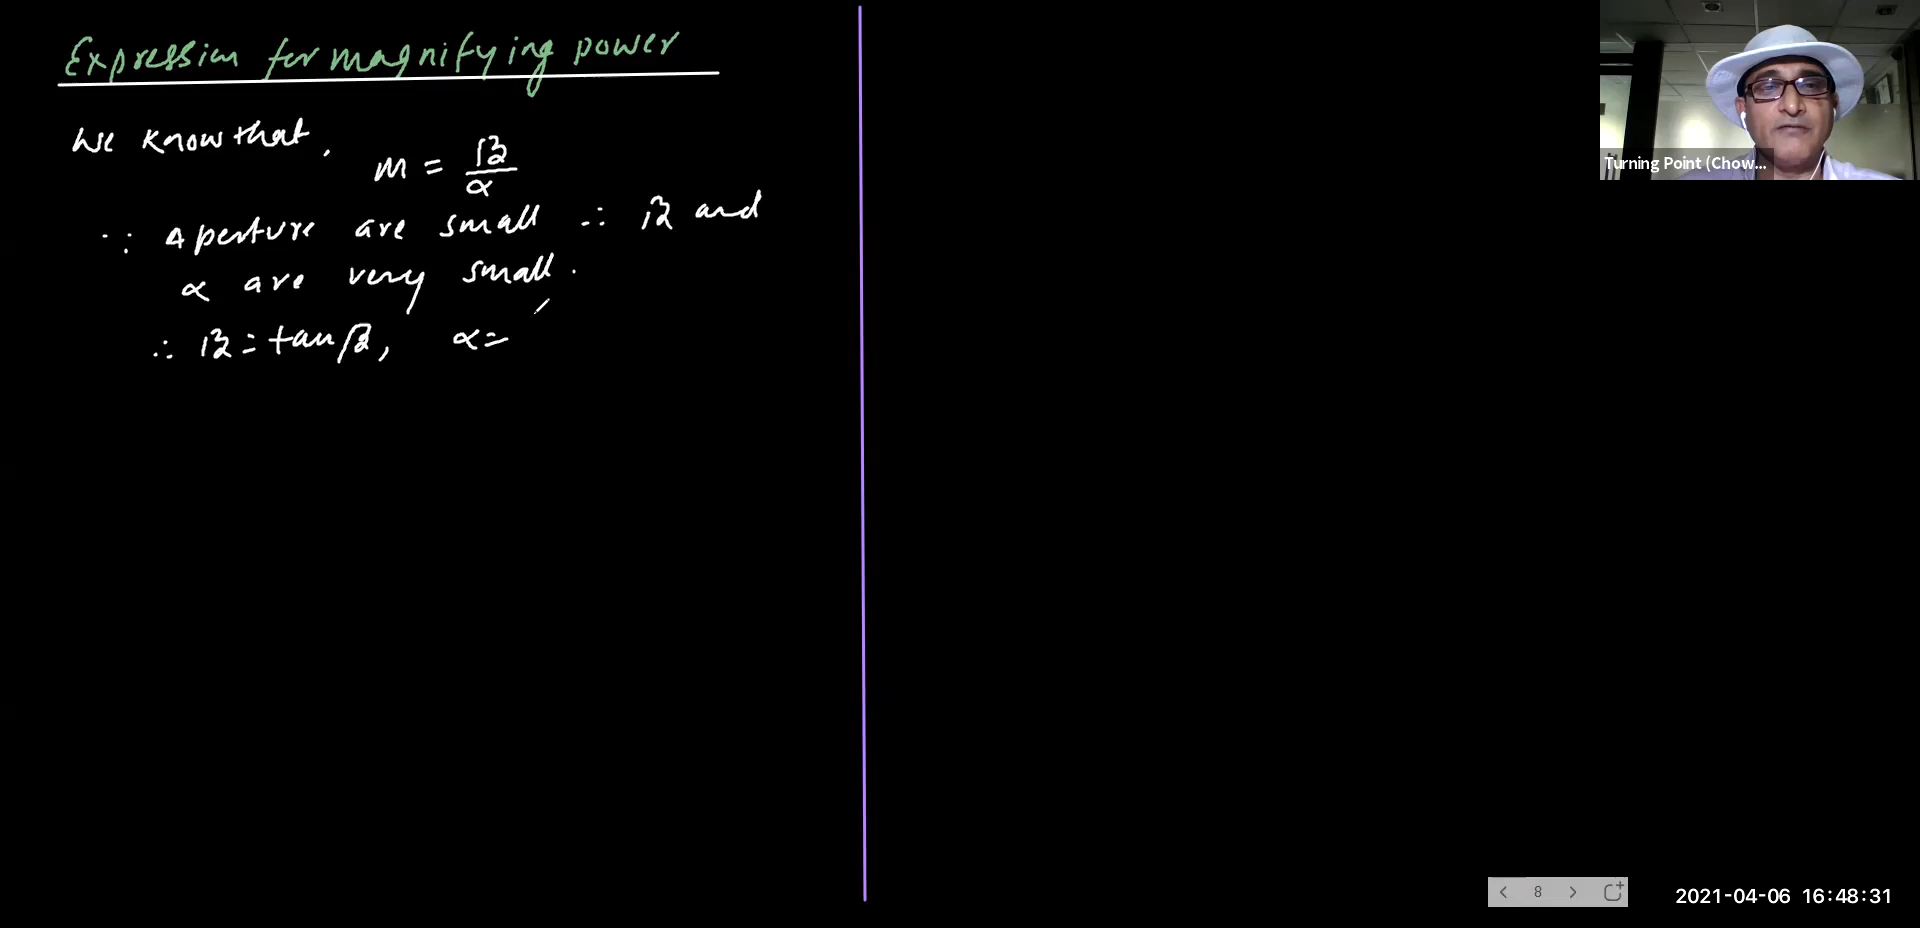 Expression for magnifying power
We know that,
m = β/α
∵ Aperture are small ∴ β and
α are very small.
∴ β = tan β, α =
Turning Point (Chow...
8
2021-04-06 16:48:31